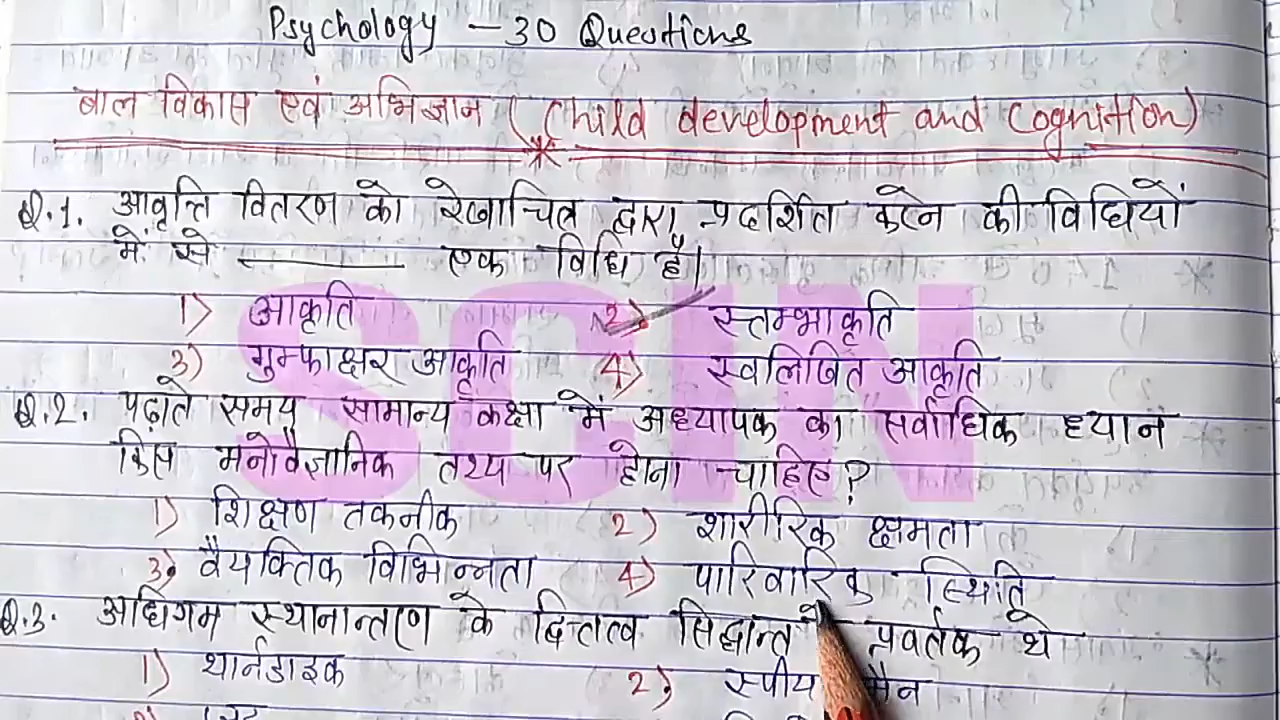 Psychology — 30 Questions
बाल विकास एवं अभिज्ञान (Child development and Cognition)
Q.1. आवृत्ति वितरण को रेखाचित्र द्वारा प्रदर्शित करने की विधियों
में से ———— एक विधि है।
1) आकृति 2) स्तम्भाकृति
3) गुम्फाक्षर आकृति 4) स्वलिखित आकृति
Q.2. पढ़ाते समय सामान्य कक्षा में अध्यापक का सर्वाधिक ध्यान
किस मनोवैज्ञानिक तथ्य पर होना चाहिए?
1) शिक्षण तकनीक 2) शारीरिक क्षमता
3) वैयक्तिक विभिन्नता 4) पारिवारिक स्थिति
Q.3. अधिगम स्थानान्तरण के द्वितत्व सिद्धान्त प्रवर्तक थे
1) थार्नडाइक 2) स्पीयरमैन
SCIN